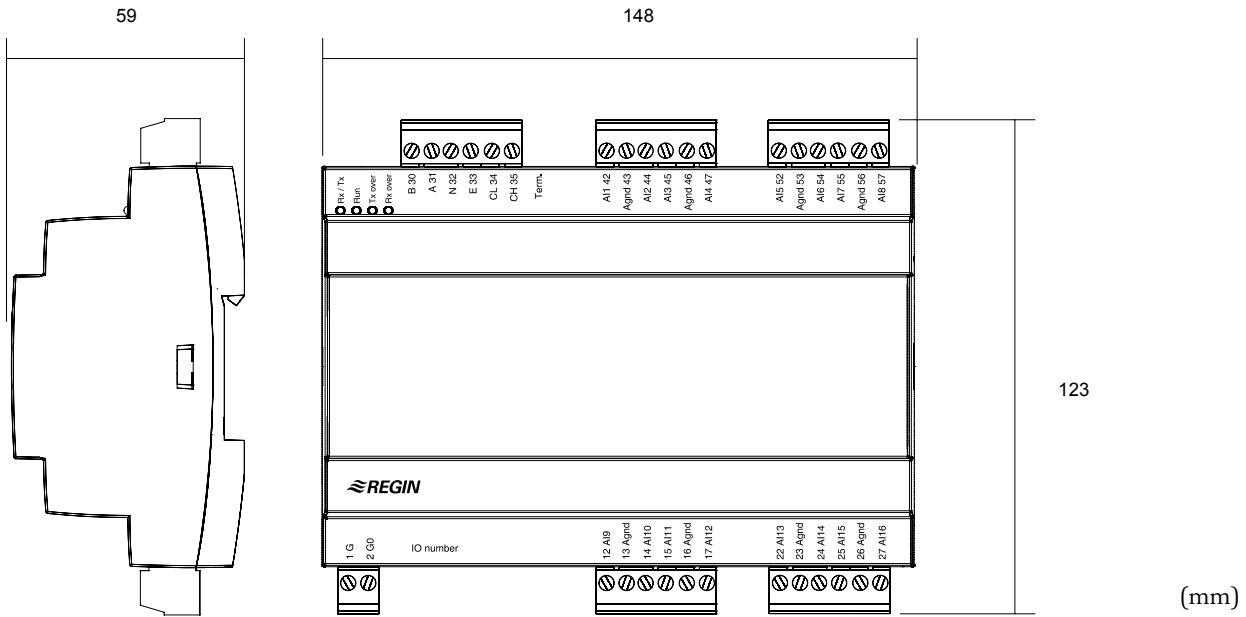 59
148
Rx / Tx
Run
Tx over
Rx over
B 30
A 31
N 32
E 33
CL 34
CH 35
Term.
AI1 42
Agnd 43
AI2 44
AI3 45
Agnd 46
AI4 47
AI5 52
Agnd 53
AI6 54
AI7 55
Agnd 56
AI8 57
123
REGIN
1 G
2 G0
IO number
12 AI9
13 Agnd
14 AI10
15 AI11
16 Agnd
17 AI12
22 AI13
23 Agnd
24 AI14
25 AI15
26 Agnd
27 AI16
(mm)